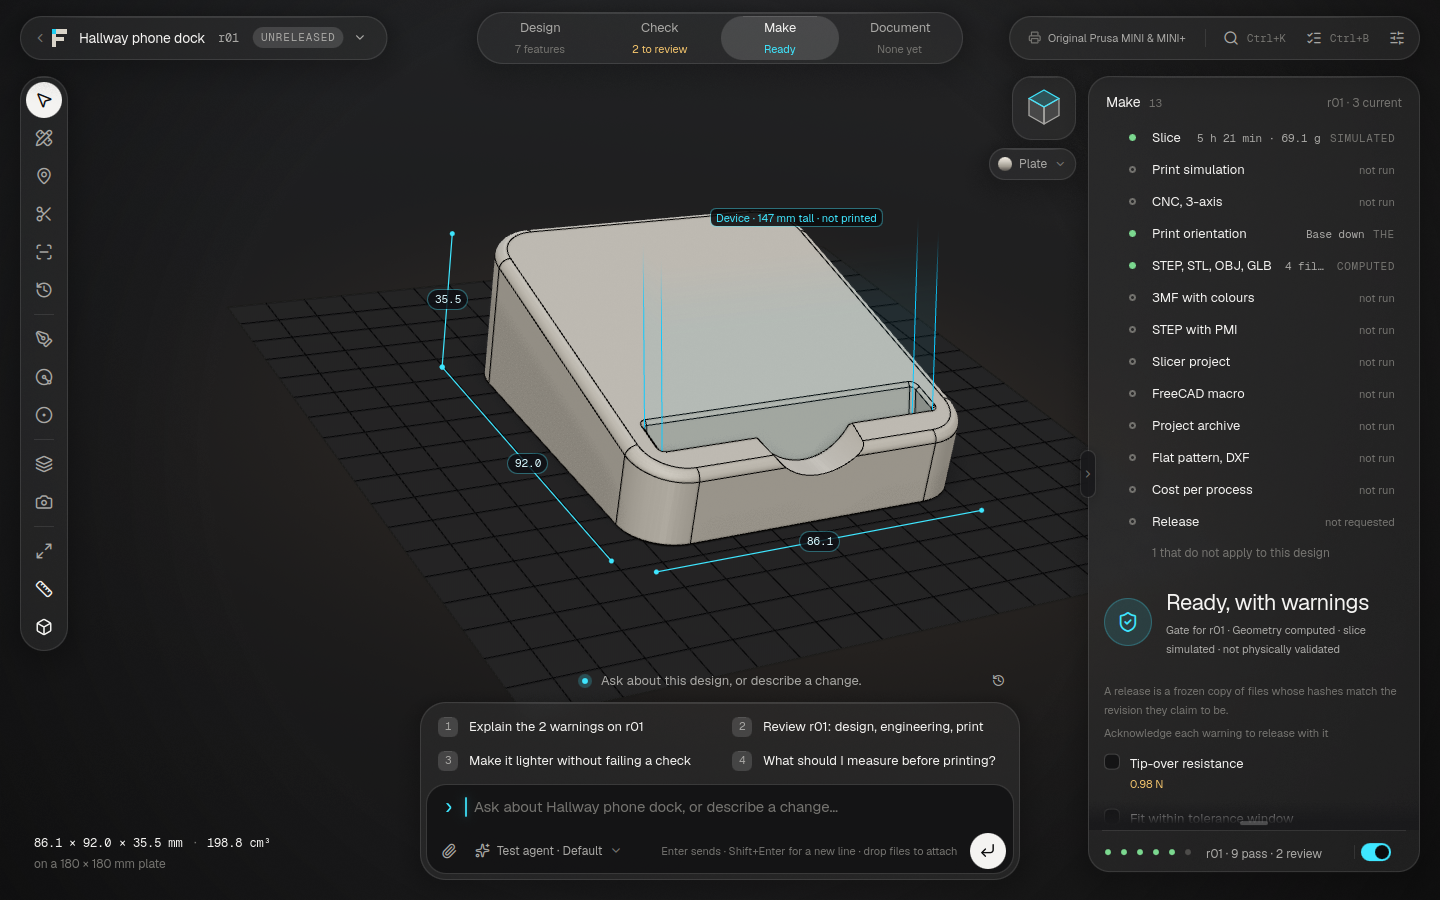 Hallway phone dock r01 UNRELEASED
Design
7 features
Check
2 to review
Make
Ready
Document
None yet
Original Prusa MINI & MINI+
Ctrl+K
Ctrl+B
Plate
Device · 147 mm tall · not printed
35.5
92.0
86.1
Make 13 r01 · 3 current
Slice 5 h 21 min · 69.1 g SIMULATED
Print simulation not run
CNC, 3-axis not run
Print orientation Base down THE
STEP, STL, OBJ, GLB 4 fil… COMPUTED
3MF with colours not run
STEP with PMI not run
Slicer project not run
FreeCAD macro not run
Project archive not run
Flat pattern, DXF not run
Cost per process not run
Release not requested
1 that do not apply to this design
Ready, with warnings
Gate for r01 · Geometry computed · slice
simulated · not physically validated
A release is a frozen copy of files whose hashes match the
revision they claim to be.
Acknowledge each warning to release with it
Tip-over resistance
0.98 N
Fit within tolerance window
r01 · 9 pass · 2 review
Ask about this design, or describe a change.
1 Explain the 2 warnings on r01
2 Review r01: design, engineering, print
3 Make it lighter without failing a check
4 What should I measure before printing?
Ask about Hallway phone dock, or describe a change…
Test agent · Default
Enter sends · Shift+Enter for a new line · drop files to attach
86.1 × 92.0 × 35.5 mm · 198.8 cm³
on a 180 × 180 mm plate